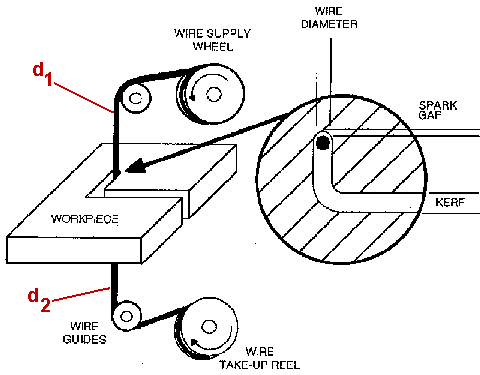 WIRE
DIAMETER
WIRE SUPPLY
WHEEL
d1
SPARK
GAP
WORKPIECE
KERF
d2
WIRE
GUIDES
WIRE
TAKE-UP REEL